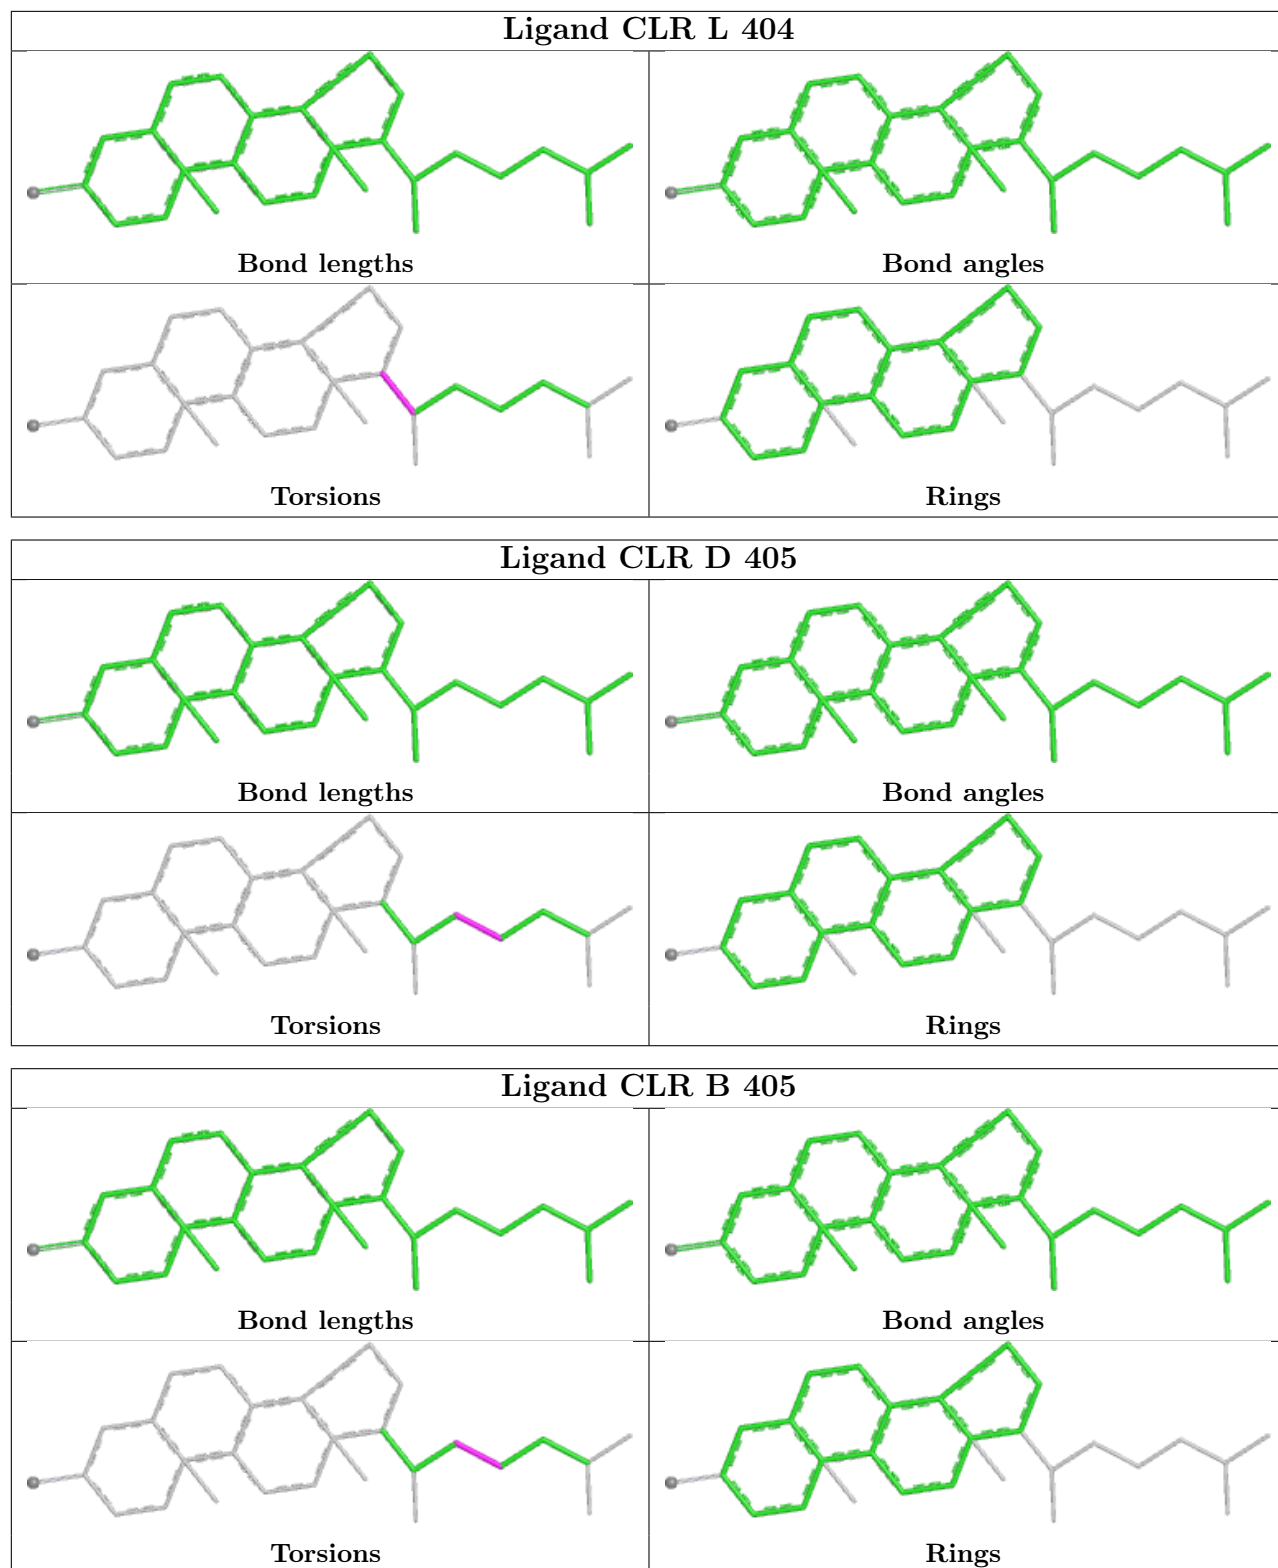 Ligand CLR L 404
Bond lengths
Bond angles
Torsions
Rings
Ligand CLR D 405
Bond lengths
Bond angles
Torsions
Rings
Ligand CLR B 405
Bond lengths
Bond angles
Torsions
Rings